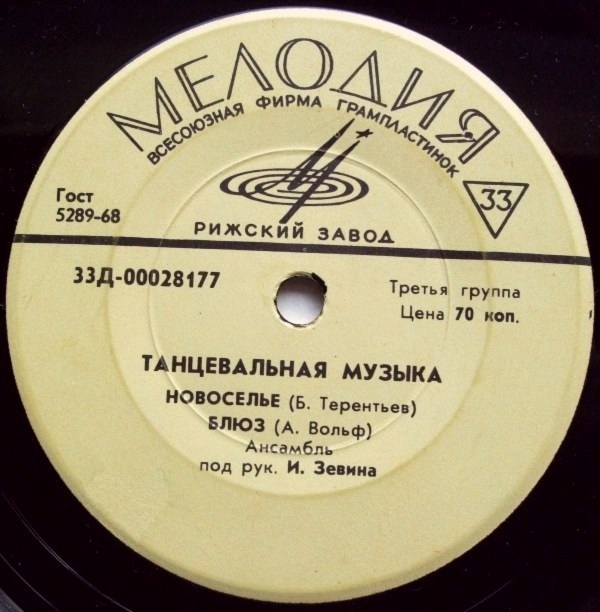 МЕЛОДИЯ
ВСЕСОЮЗНАЯ ФИРМА ГРАМПЛАСТИНОК
33
Гост
5289-68
РИЖСКИЙ ЗАВОД
33Д-00028177
Третья группа
Цена 70 коп.
ТАНЦЕВАЛЬНАЯ МУЗЫКА
НОВОСЕЛЬЕ (Б. Терентьев)
БЛЮЗ (А. Вольф)
Ансамбль
под рук. И. Зевина